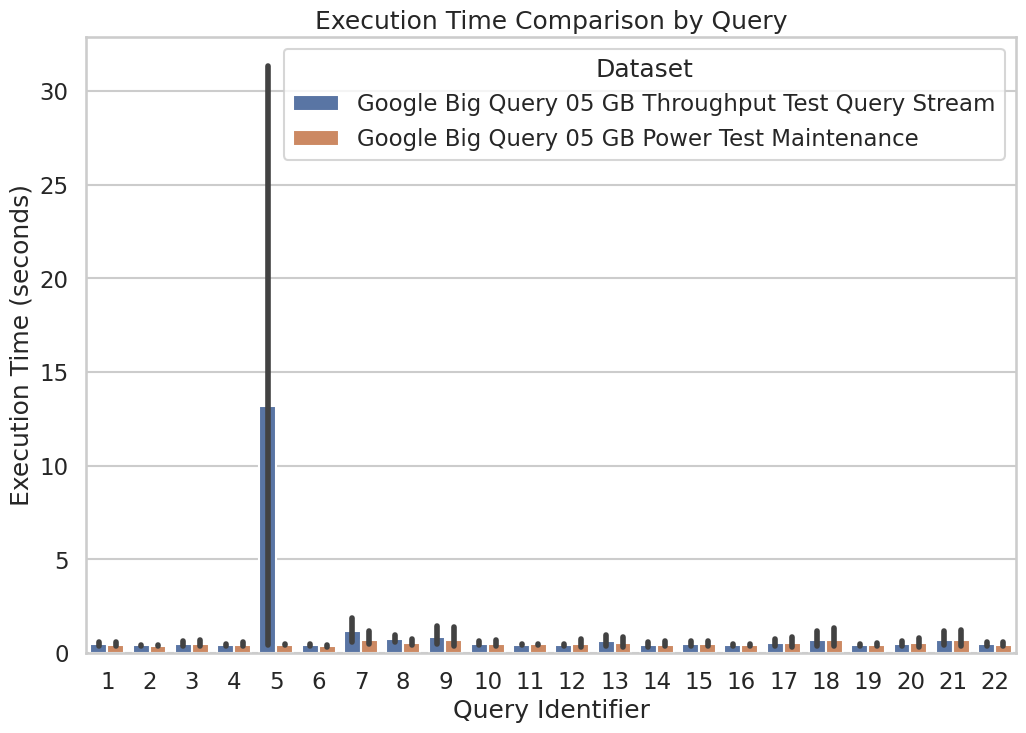 Execution Time Comparison by Query
Dataset
Google Big Query 05 GB Throughput Test Query Stream
Google Big Query 05 GB Power Test Maintenance
Execution Time (seconds)
30
25
20
15
10
5
0
1 2 3 4 5 6 7 8 9 10 11 12 13 14 15 16 17 18 19 20 21 22
Query Identifier